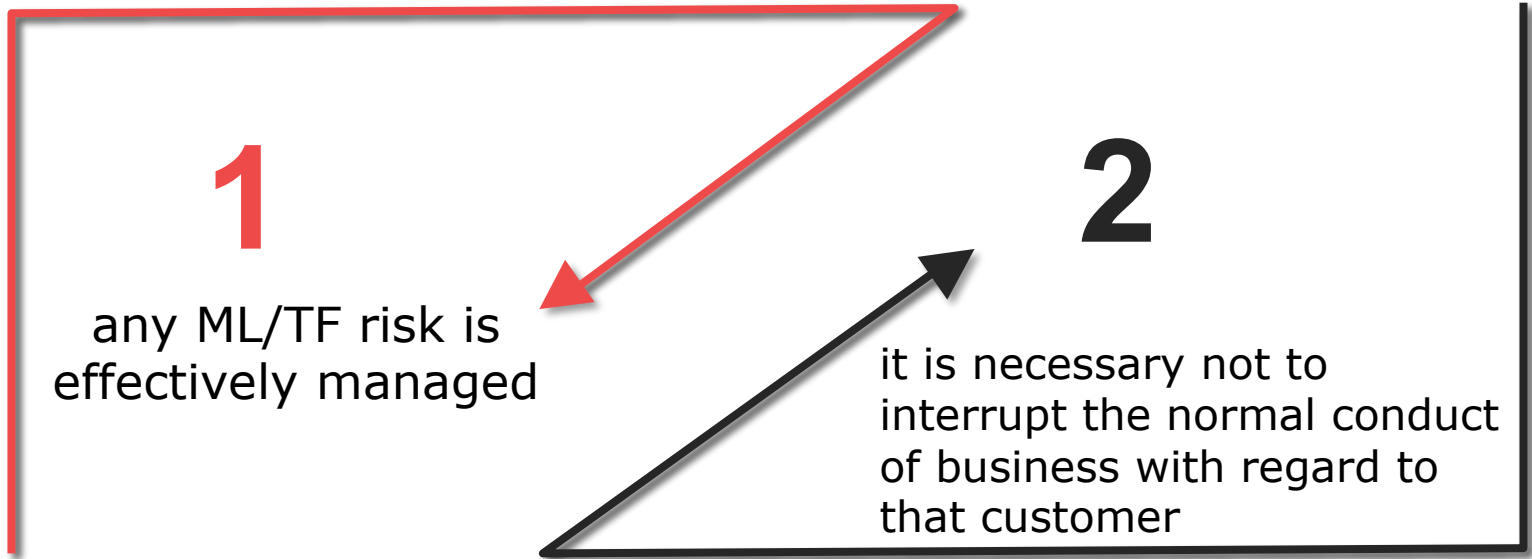 1
any ML/TF risk is
effectively managed
2
it is necessary not to
interrupt the normal conduct
of business with regard to
that customer